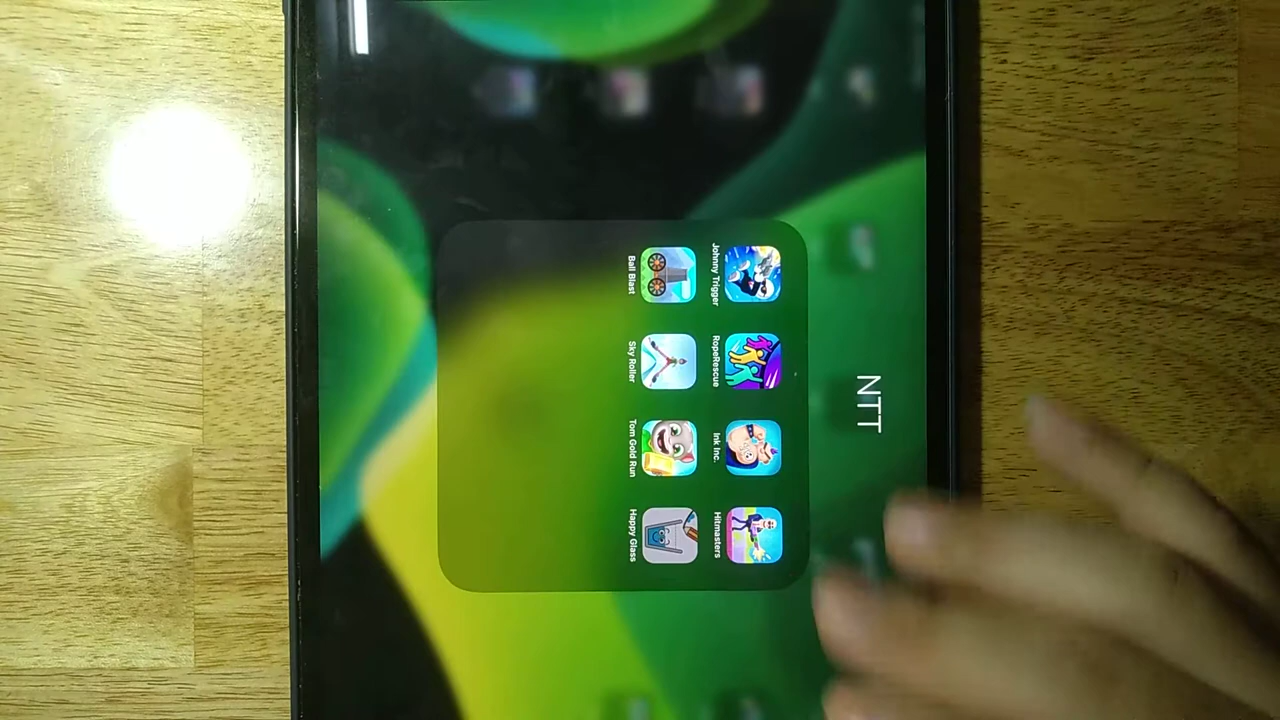 NTT
Johnny Trigger
RopeRescue
Ink Inc.
Hitmasters
Ball Blast
Sky Roller
Tom Gold Run
Happy Glass